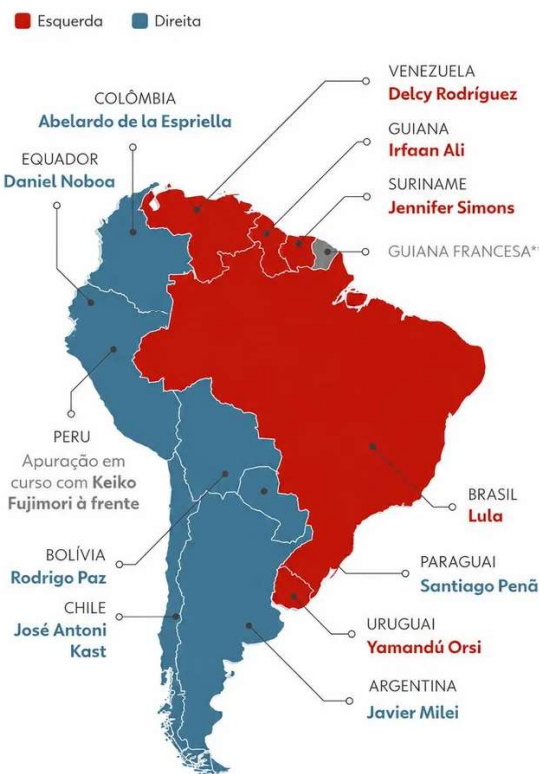 Esquerda
Direita
VENEZUELA
Delcy Rodríguez
COLÔMBIA
Abelardo de la Espriella
GUIANA
Irfaan Ali
EQUADOR
Daniel Noboa
SURINAME
Jennifer Simons
GUIANA FRANCESA**
PERU
Apuração em
curso com Keiko
Fujimori à frente
BRASIL
Lula
BOLÍVIA
Rodrigo Paz
PARAGUAI
Santiago Penã
CHILE
José Antoni
Kast
URUGUAI
Yamandú Orsi
ARGENTINA
Javier Milei